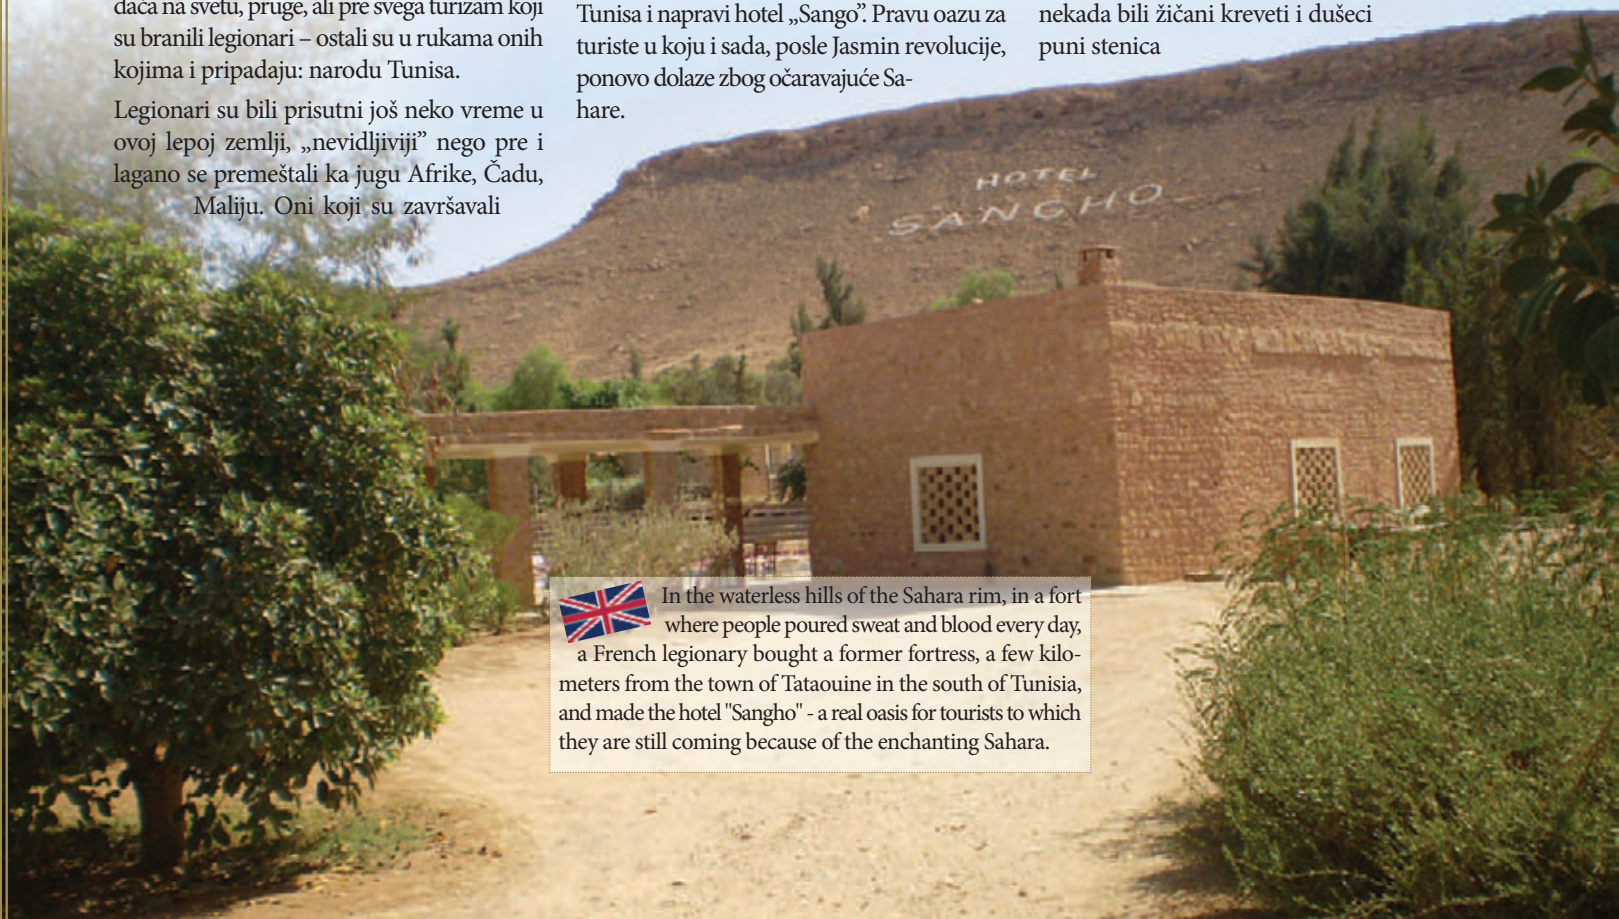 đača na svetu, pruge, ali pre svega turizam koji
su branili legionari – ostali su u rukama onih
kojima i pripadaju: narodu Tunisa.
Legionari su bili prisutni još neko vreme u
ovoj lepoj zemlji, „nevidljiviji” nego pre i
lagano se premeštali ka jugu Afrike, Čadu,
Maliju. Oni koji su završavali
Tunisa i napravi hotel „Sango”. Pravu oazu za
turiste u koju i sada, posle Jasmin revolucije,
ponovo dolaze zbog očaravajuće Sa-
hare.
nekada bili žičani kreveti i dušeci
puni stenica
HOTEL
SANGHO
In the waterless hills of the Sahara rim, in a fort
where people poured sweat and blood every day,
a French legionary bought a former fortress, a few kilo-
meters from the town of Tataouine in the south of Tunisia,
and made the hotel "Sangho" - a real oasis for tourists to which
they are still coming because of the enchanting Sahara.